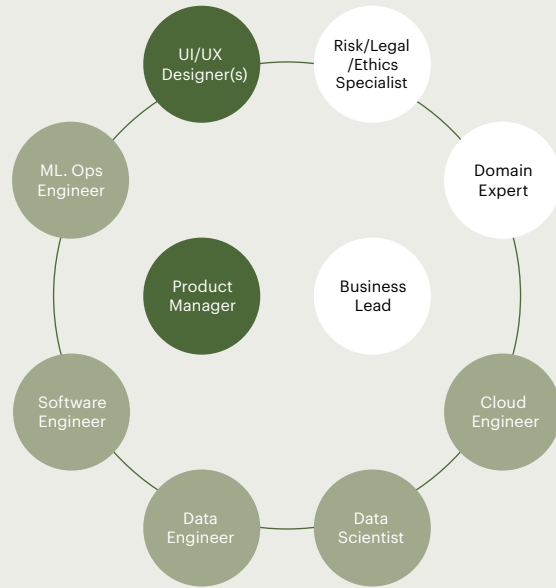 UI/UX
Designer(s)
Risk/Legal
/Ethics
Specialist
ML. Ops
Engineer
Domain
Expert
Product
Manager
Business
Lead
Software
Engineer
Cloud
Engineer
Data
Engineer
Data
Scientist